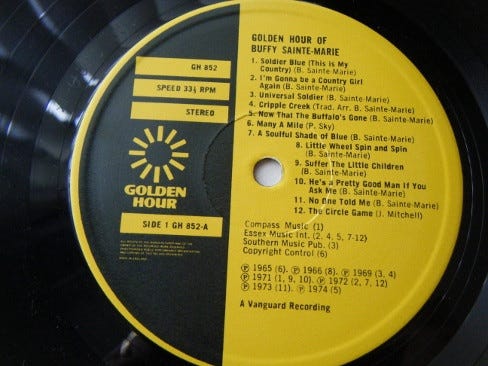 GOLDEN HOUR OF
BUFFY SAINTE-MARIE
GH 852
SPEED 33⅓ RPM
STEREO
GOLDEN
HOUR
SIDE 1 GH 852-A
1. Soldier Blue (This is My
Country) (B. Sainte-Marie)
2. I'm Gonna be a Country Girl
Again (B. Sainte-Marie)
3. Universal Soldier (B. Sainte-Marie)
4. Cripple Creek (Trad. Arr. B. Sainte-Marie)
5. Now That The Buffalo's Gone (B. Sainte-Marie)
6. Many A Mile (P. Sky)
7. A Soulful Shade of Blue (B. Sainte-Marie)
8. Little Wheel Spin and Spin
(B. Sainte-Marie)
9. Suffer The Little Children
(B. Sainte-Marie)
10. He's a Pretty Good Man If You
Ask Me (B. Sainte-Marie)
11. No One Told Me (B. Sainte-Marie)
12. The Circle Game (J. Mitchell)
Compass Music (1)
Essex Music Int. (2, 4, 5, 7-12)
Southern Music Pub. (3)
Copyright Control (6)
℗ 1965 (6). ℗ 1966 (8). ℗ 1969 (3, 4)
℗ 1971 (1, 9, 10). ℗ 1972 (2, 7, 12)
℗ 1973 (11). ℗ 1974 (5)
A Vanguard Recording